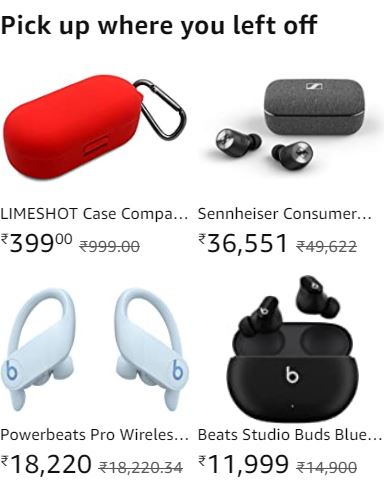 Pick up where you left off
LIMESHOT Case Compa... Sennheiser Consumer...
₹399⁰⁰ ₹999.00 ₹36,551 ₹49,622
Powerbeats Pro Wireles... Beats Studio Buds Blue...
₹18,220 ₹18,220.34 ₹11,999 ₹14,900